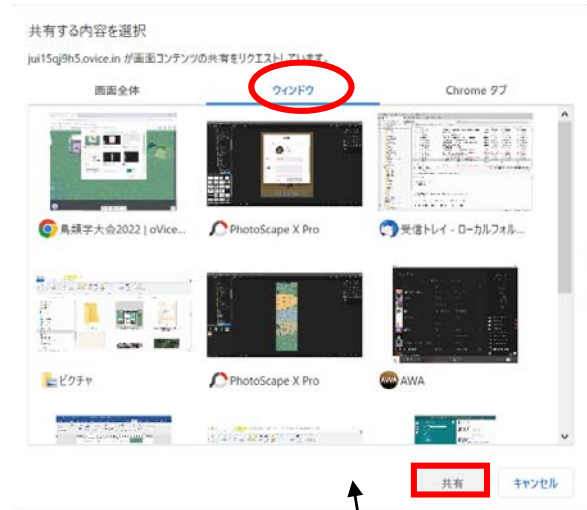 共有する内容を選択
jui15qj9h5.ovice.in が画面コンテンツの共有をリクエストしています。
画面全体 ウィンドウ Chrome タブ
鳥類学大会2022 | oVice... PhotoScape X Pro 受信トレイ - ローカルフォル...
ピクチャ PhotoScape X Pro AWA
共有 キャンセル